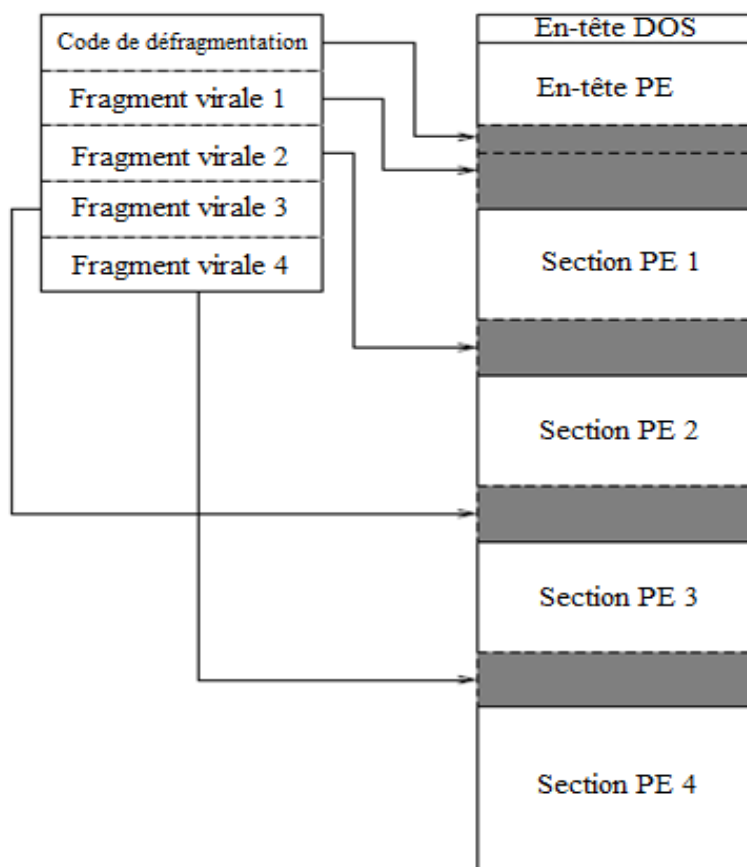 Code de défragmentation
Fragment virale 1
Fragment virale 2
Fragment virale 3
Fragment virale 4
En-tête DOS
En-tête PE
Section PE 1
Section PE 2
Section PE 3
Section PE 4